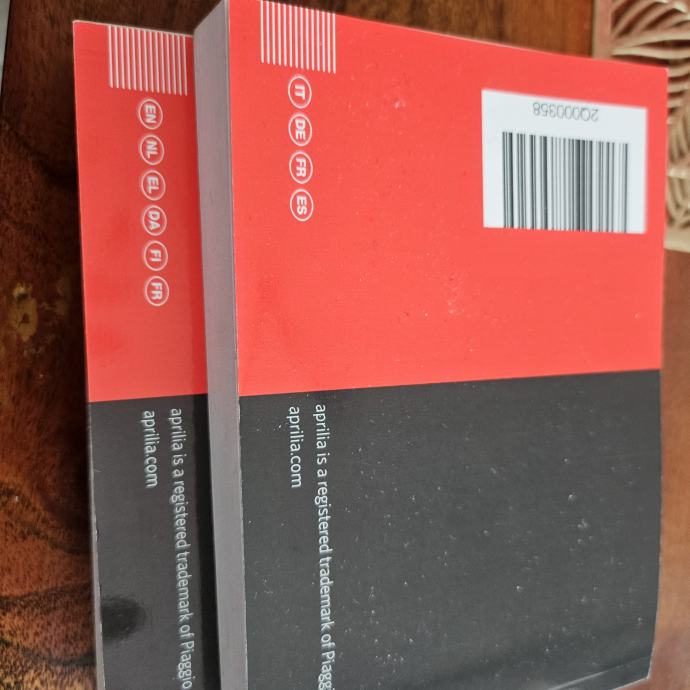 EN NL EL DA FI FR
aprilia is a registered trademark of Piaggio
aprilia.com
IT DE FR ES
2Q000358
aprilia is a registered trademark of Piaggio
aprilia.com